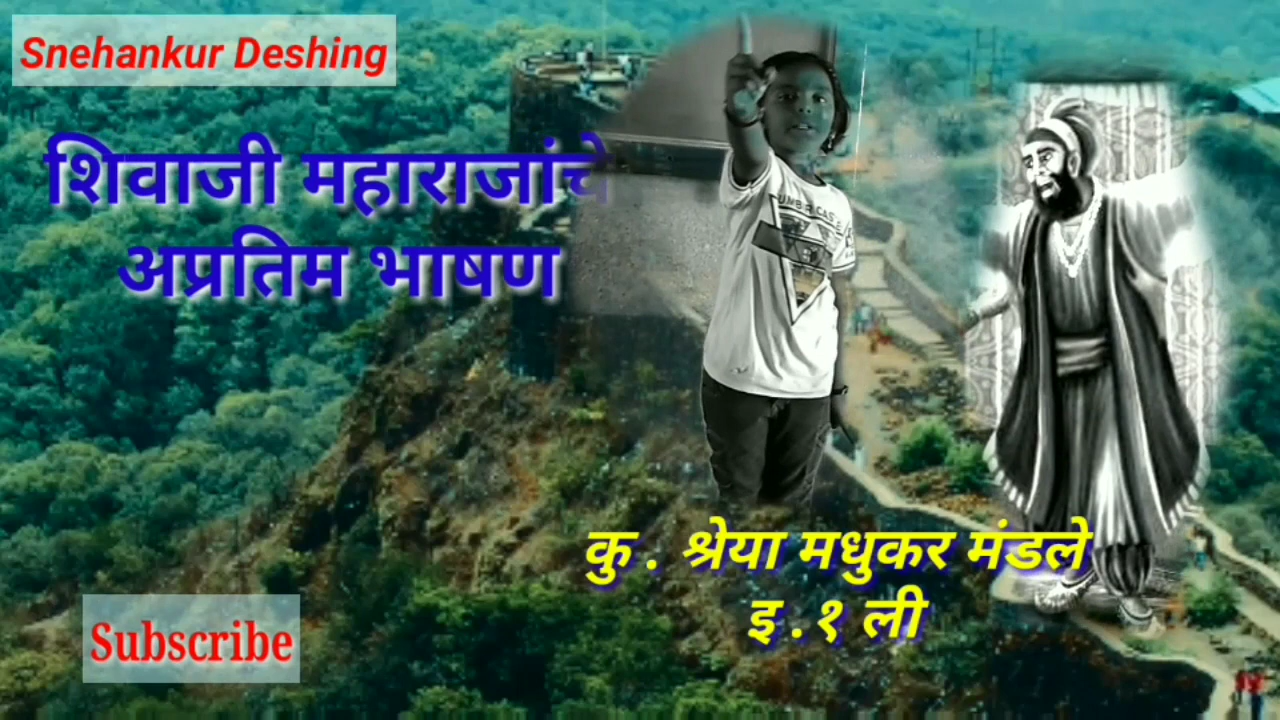 Snehankur Deshing
शिवाजी महाराजांचे
अप्रतिम भाषण
कु . श्रेया मधुकर मंडले
इ . १ ली
Subscribe